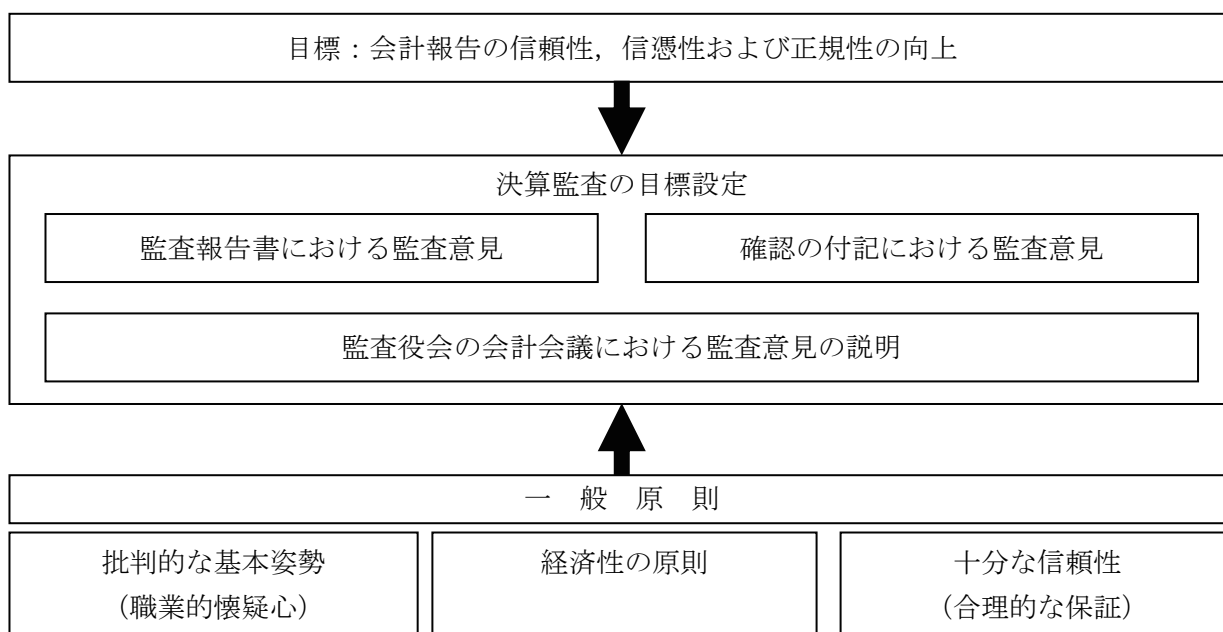 目標：会計報告の信頼性，信憑性および正規性の向上
決算監査の目標設定
監査報告書における監査意見
確認の付記における監査意見
監査役会の会計会議における監査意見の説明
一 般 原 則
批判的な基本姿勢
（職業的懐疑心）
経済性の原則
十分な信頼性
（合理的な保証）